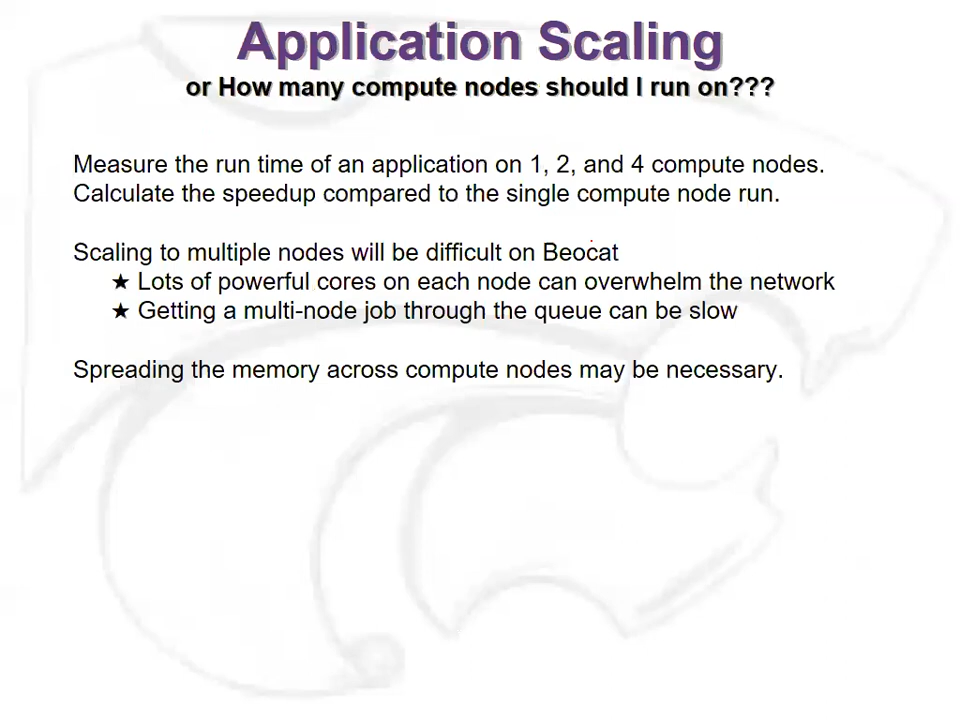 Application Scaling
or How many compute nodes should I run on???
Measure the run time of an application on 1, 2, and 4 compute nodes.
Calculate the speedup compared to the single compute node run.
Scaling to multiple nodes will be difficult on Beocat
★ Lots of powerful cores on each node can overwhelm the network
★ Getting a multi-node job through the queue can be slow
Spreading the memory across compute nodes may be necessary.